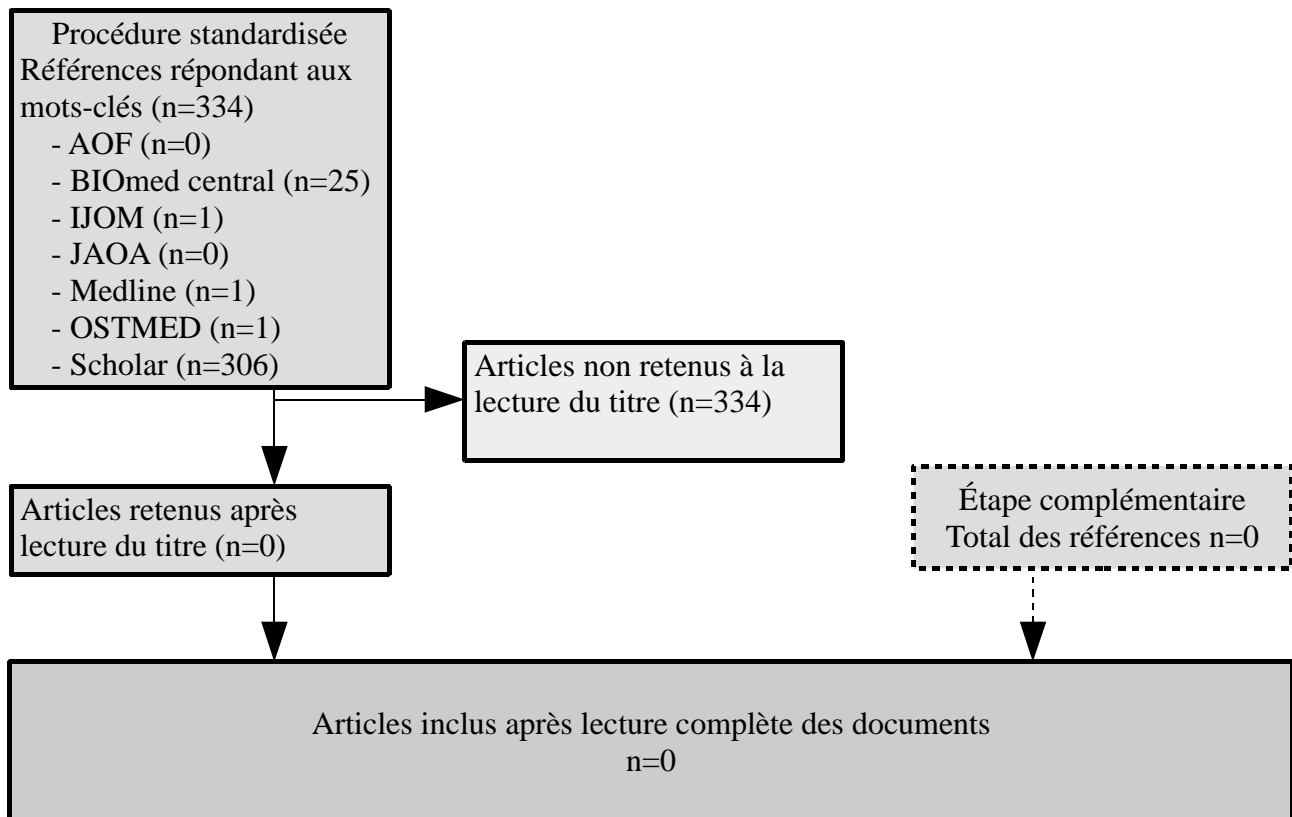 Procédure standardisée
Références répondant aux
mots-clés (n=334)
- AOF (n=0)
- BIOmed central (n=25)
- IJOM (n=1)
- JAOA (n=0)
- Medline (n=1)
- OSTMED (n=1)
- Scholar (n=306)
Articles non retenus à la
lecture du titre (n=334)
Articles retenus après
lecture du titre (n=0)
Étape complémentaire
Total des références n=0
Articles inclus après lecture complète des documents
n=0